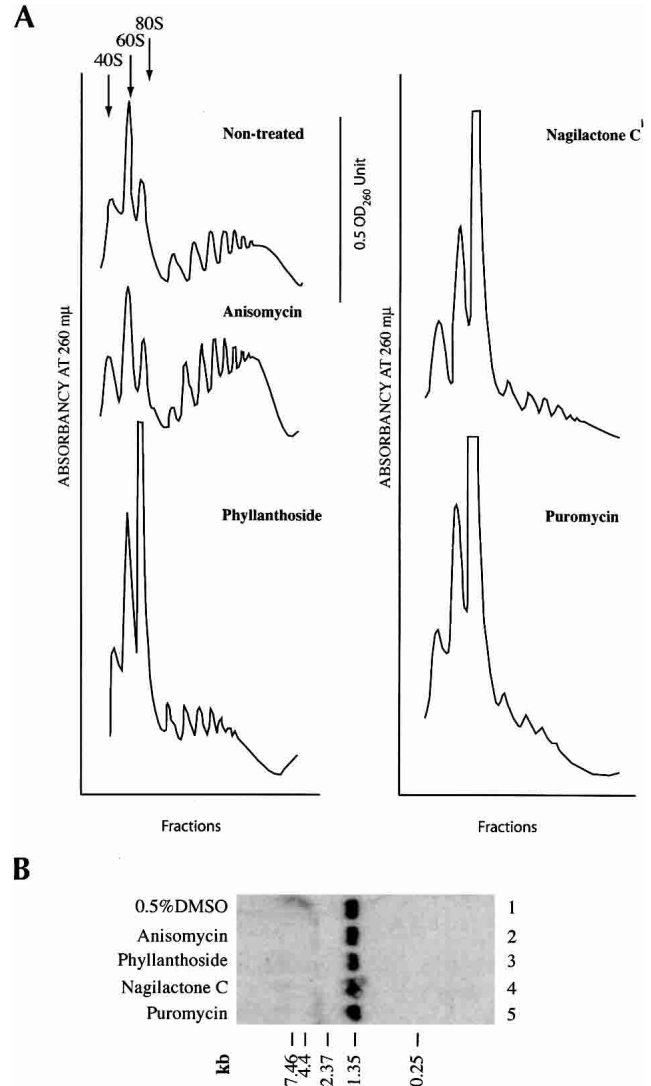 A
40S
60S
80S
Non-treated
0.5 OD260 Unit
Anisomycin
Phyllanthoside
ABSORBANCY AT 260 mμ
Fractions
Nagilactone C
Puromycin
ABSORBANCY AT 260 mμ
Fractions
B
0.5%DMSO 1
Anisomycin 2
Phyllanthoside 3
Nagilactone C 4
Puromycin 5
kb 7.46 4.4 2.37 1.35 0.25